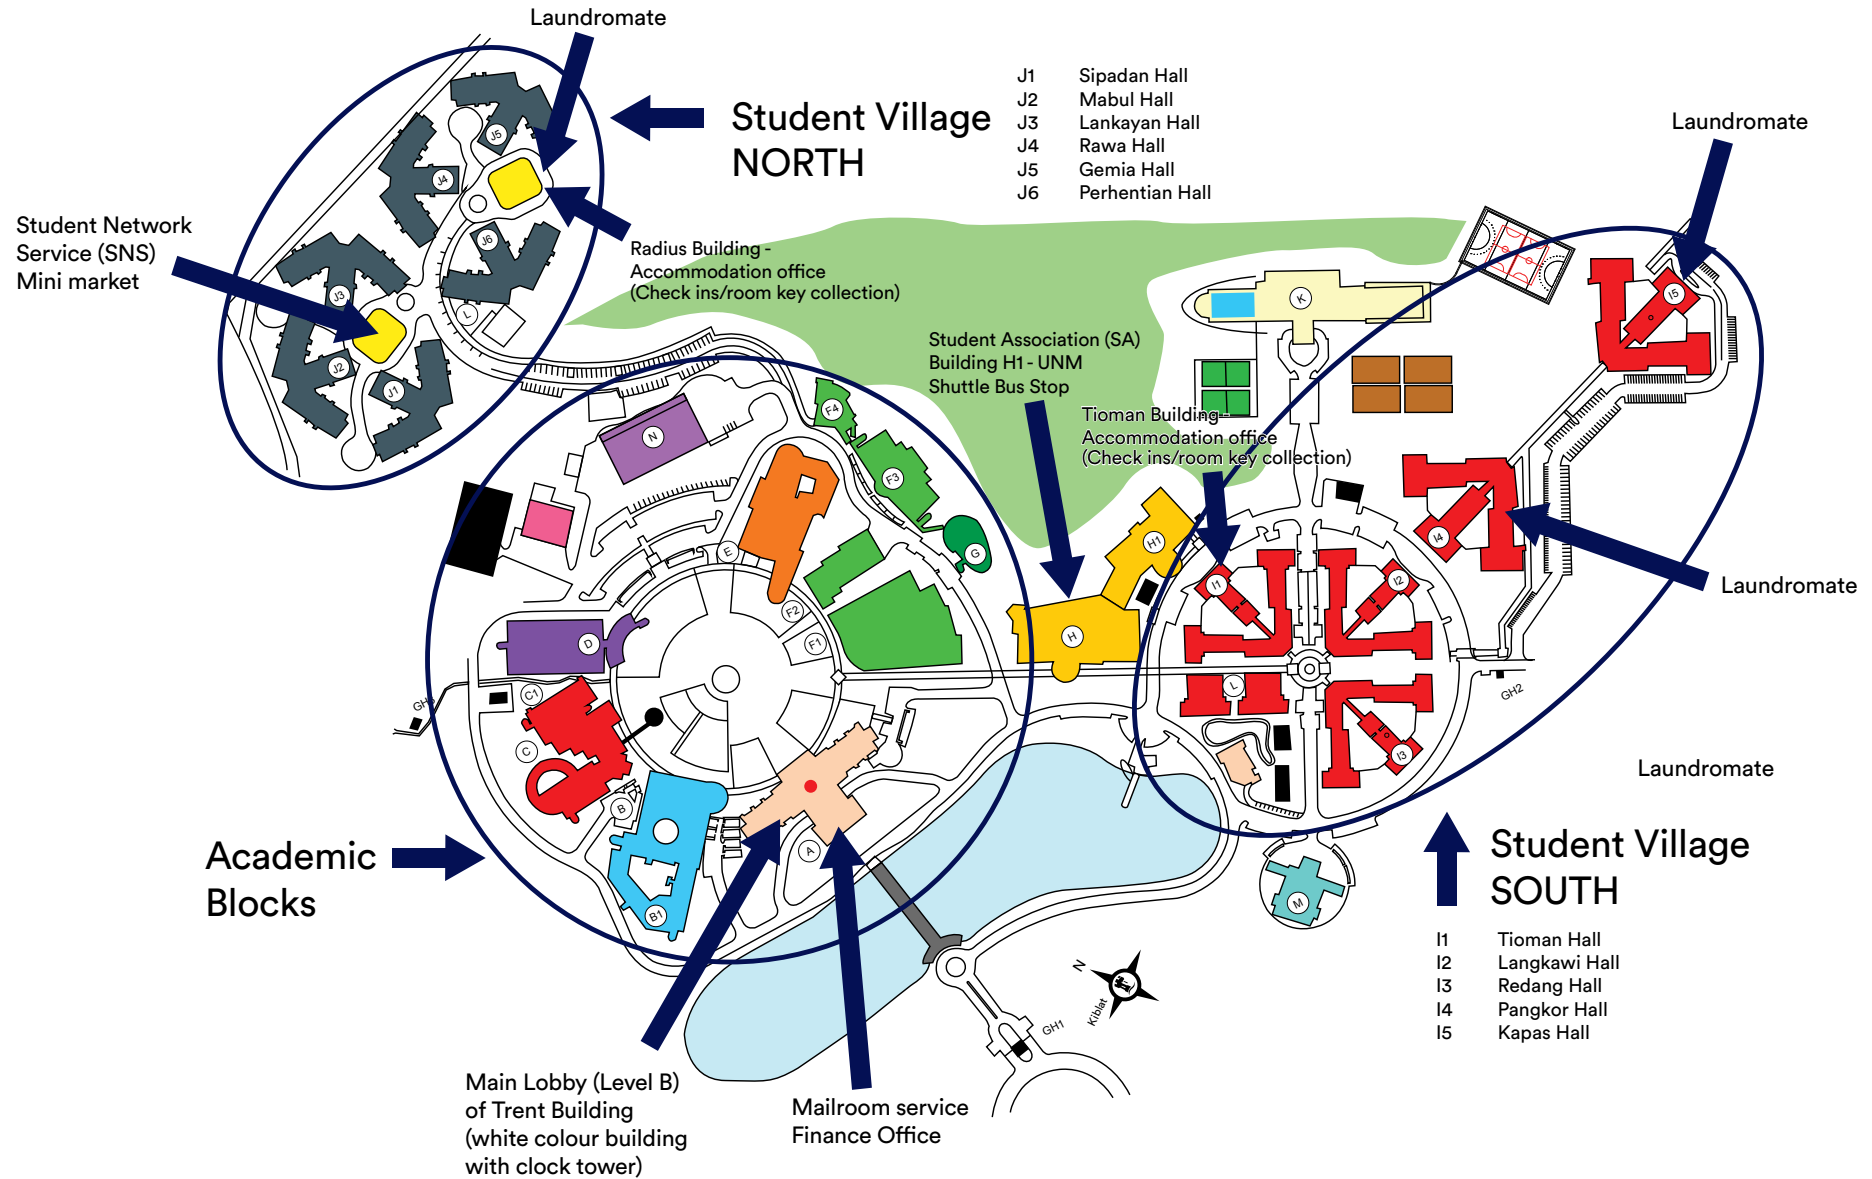 Laundromate
Student Village
NORTH
J1 Sipadan Hall
J2 Mabul Hall
J3 Lankayan Hall
J4 Rawa Hall
J5 Gemia Hall
J6 Perhentian Hall
Laundromate
Student Network
Service (SNS)
Mini market
Radius Building -
Accommodation office
(Check ins/room key collection)
J5
J4
J6
J3
L
J2
J1
Student Association (SA)
Building H1 - UNM
Shuttle Bus Stop
Tioman Building -
Accommodation office
(Check ins/room key collection)
K
I5
I4
Laundromate
N
F4
F3
G
E
F2
F1
D
C1
C
B
B1
A
H1
H
I1
I2
L
I3
M
GH2
Laundromate
Academic
Blocks
Student Village
SOUTH
I1 Tioman Hall
I2 Langkawi Hall
I3 Redang Hall
I4 Pangkor Hall
I5 Kapas Hall
N
Kiblat
GH1
Main Lobby (Level B)
of Trent Building
(white colour building
with clock tower)
Mailroom service
Finance Office